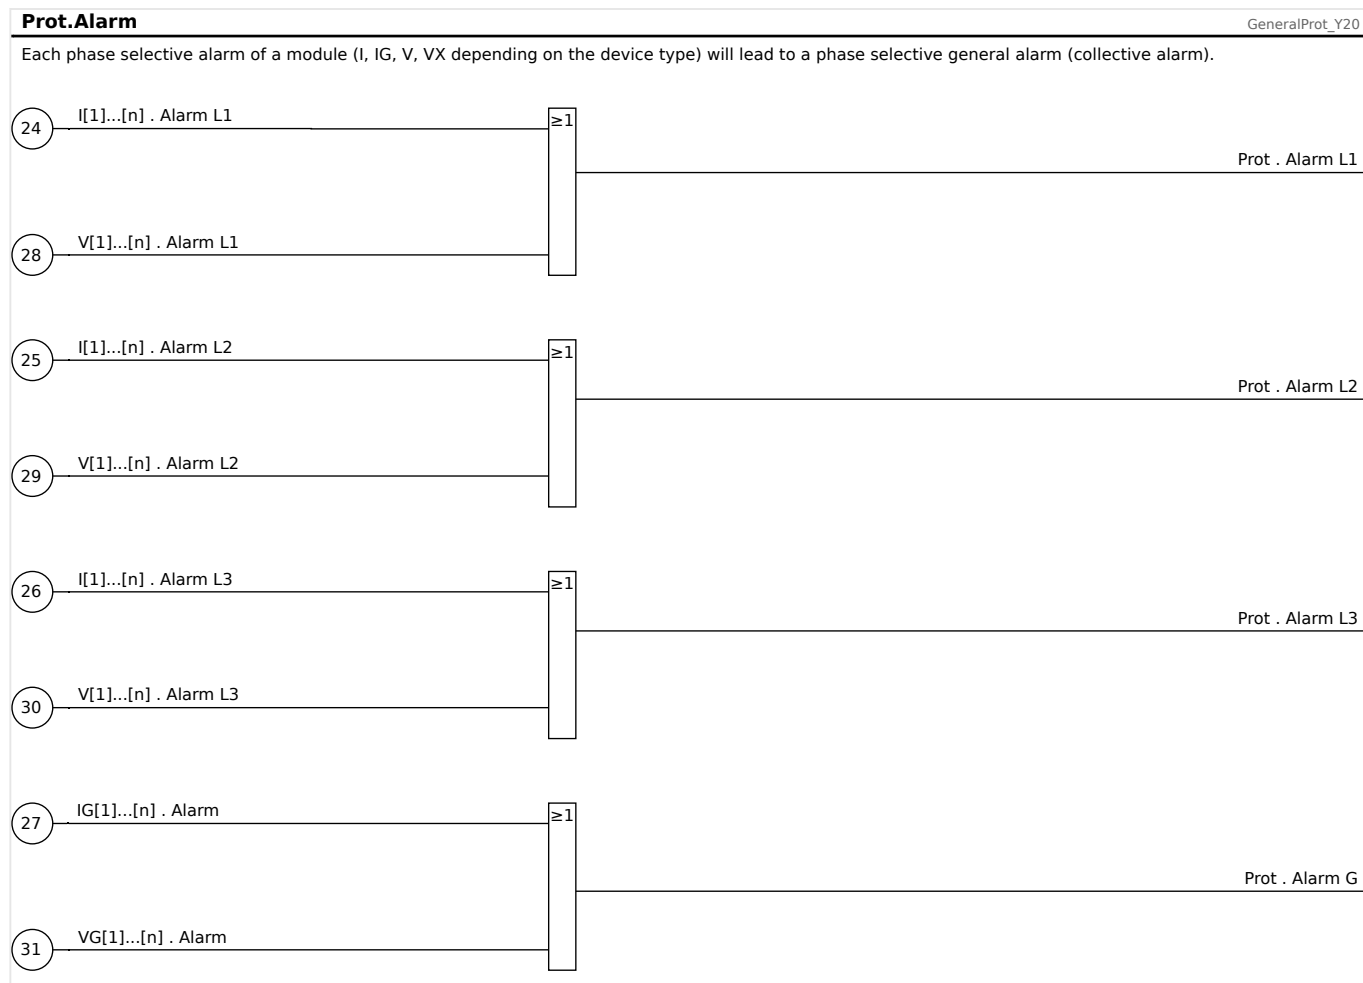 Prot.Alarm
GeneralProt_Y20
Each phase selective alarm of a module (I, IG, V, VX depending on the device type) will lead to a phase selective general alarm (collective alarm).
24
I[1]...[n] . Alarm L1
≥1
Prot . Alarm L1
28
V[1]...[n] . Alarm L1
25
I[1]...[n] . Alarm L2
≥1
Prot . Alarm L2
29
V[1]...[n] . Alarm L2
26
I[1]...[n] . Alarm L3
≥1
Prot . Alarm L3
30
V[1]...[n] . Alarm L3
27
IG[1]...[n] . Alarm
≥1
Prot . Alarm G
31
VG[1]...[n] . Alarm